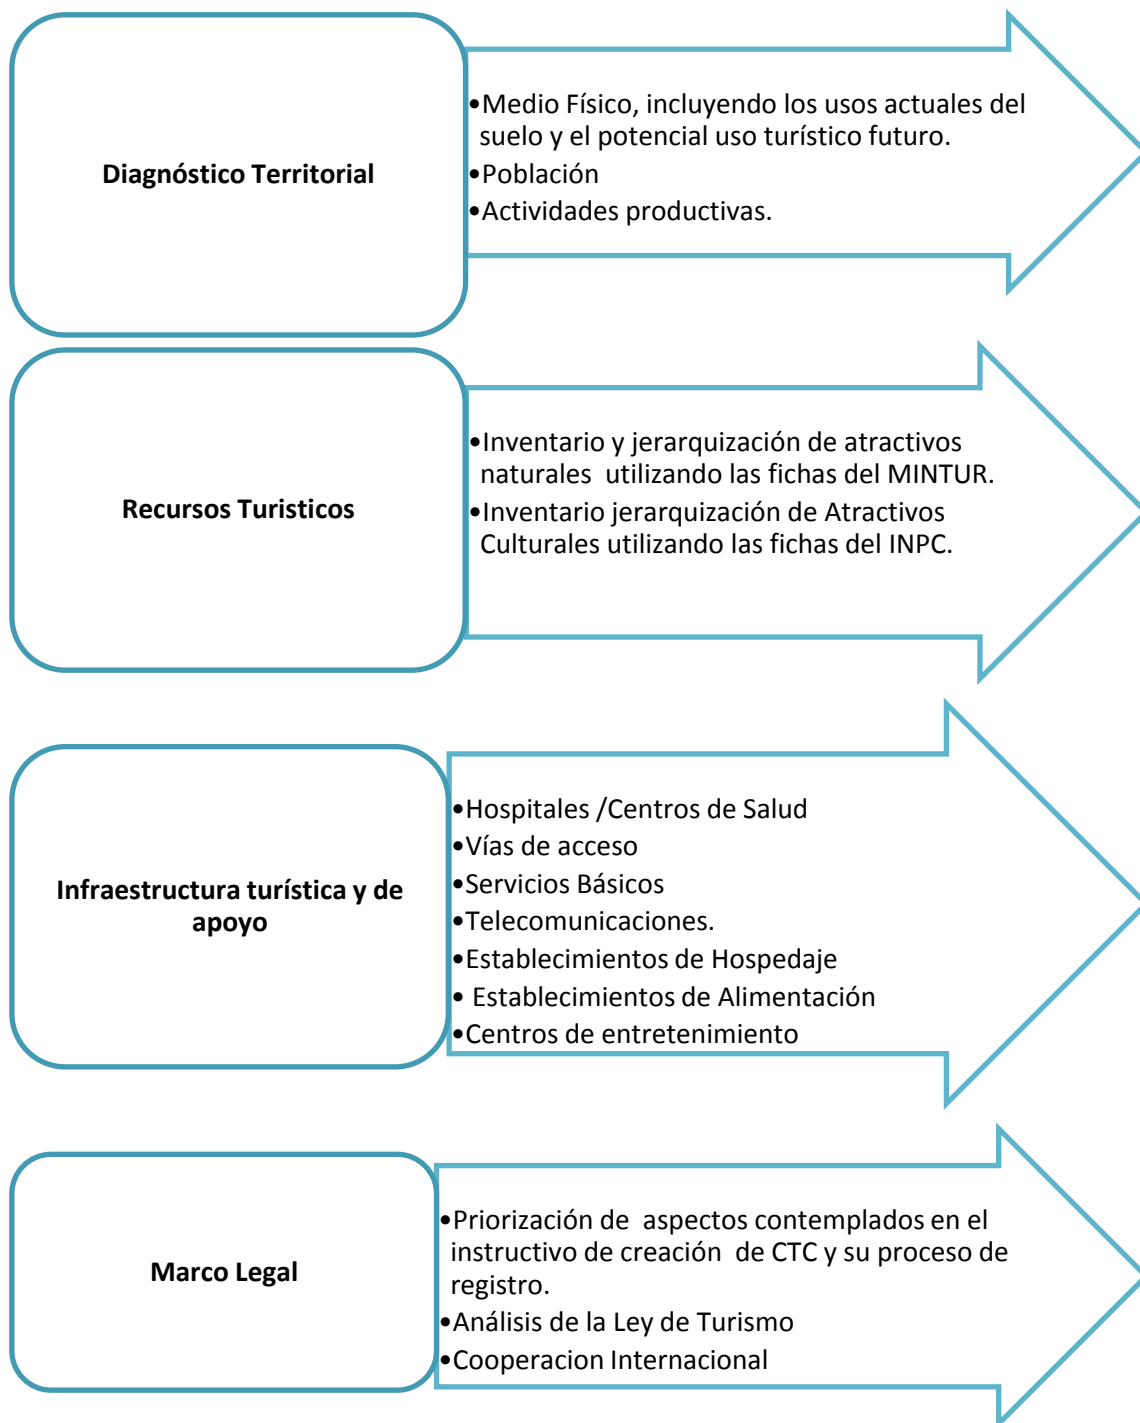 Diagnóstico Territorial
•Medio Físico, incluyendo los usos actuales del
suelo y el potencial uso turístico futuro.
•Población
•Actividades productivas.
Recursos Turisticos
•Inventario y jerarquización de atractivos
naturales  utilizando las fichas del MINTUR.
•Inventario jerarquización de Atractivos
Culturales utilizando las fichas del INPC.
Infraestructura turística y de
apoyo
•Hospitales /Centros de Salud
•Vías de acceso
•Servicios Básicos
•Telecomunicaciones.
•Establecimientos de Hospedaje
• Establecimientos de Alimentación
•Centros de entretenimiento
Marco Legal
•Priorización de  aspectos contemplados en el
instructivo de creación  de CTC y su proceso de
registro.
•Análisis de la Ley de Turismo
•Cooperacion Internacional